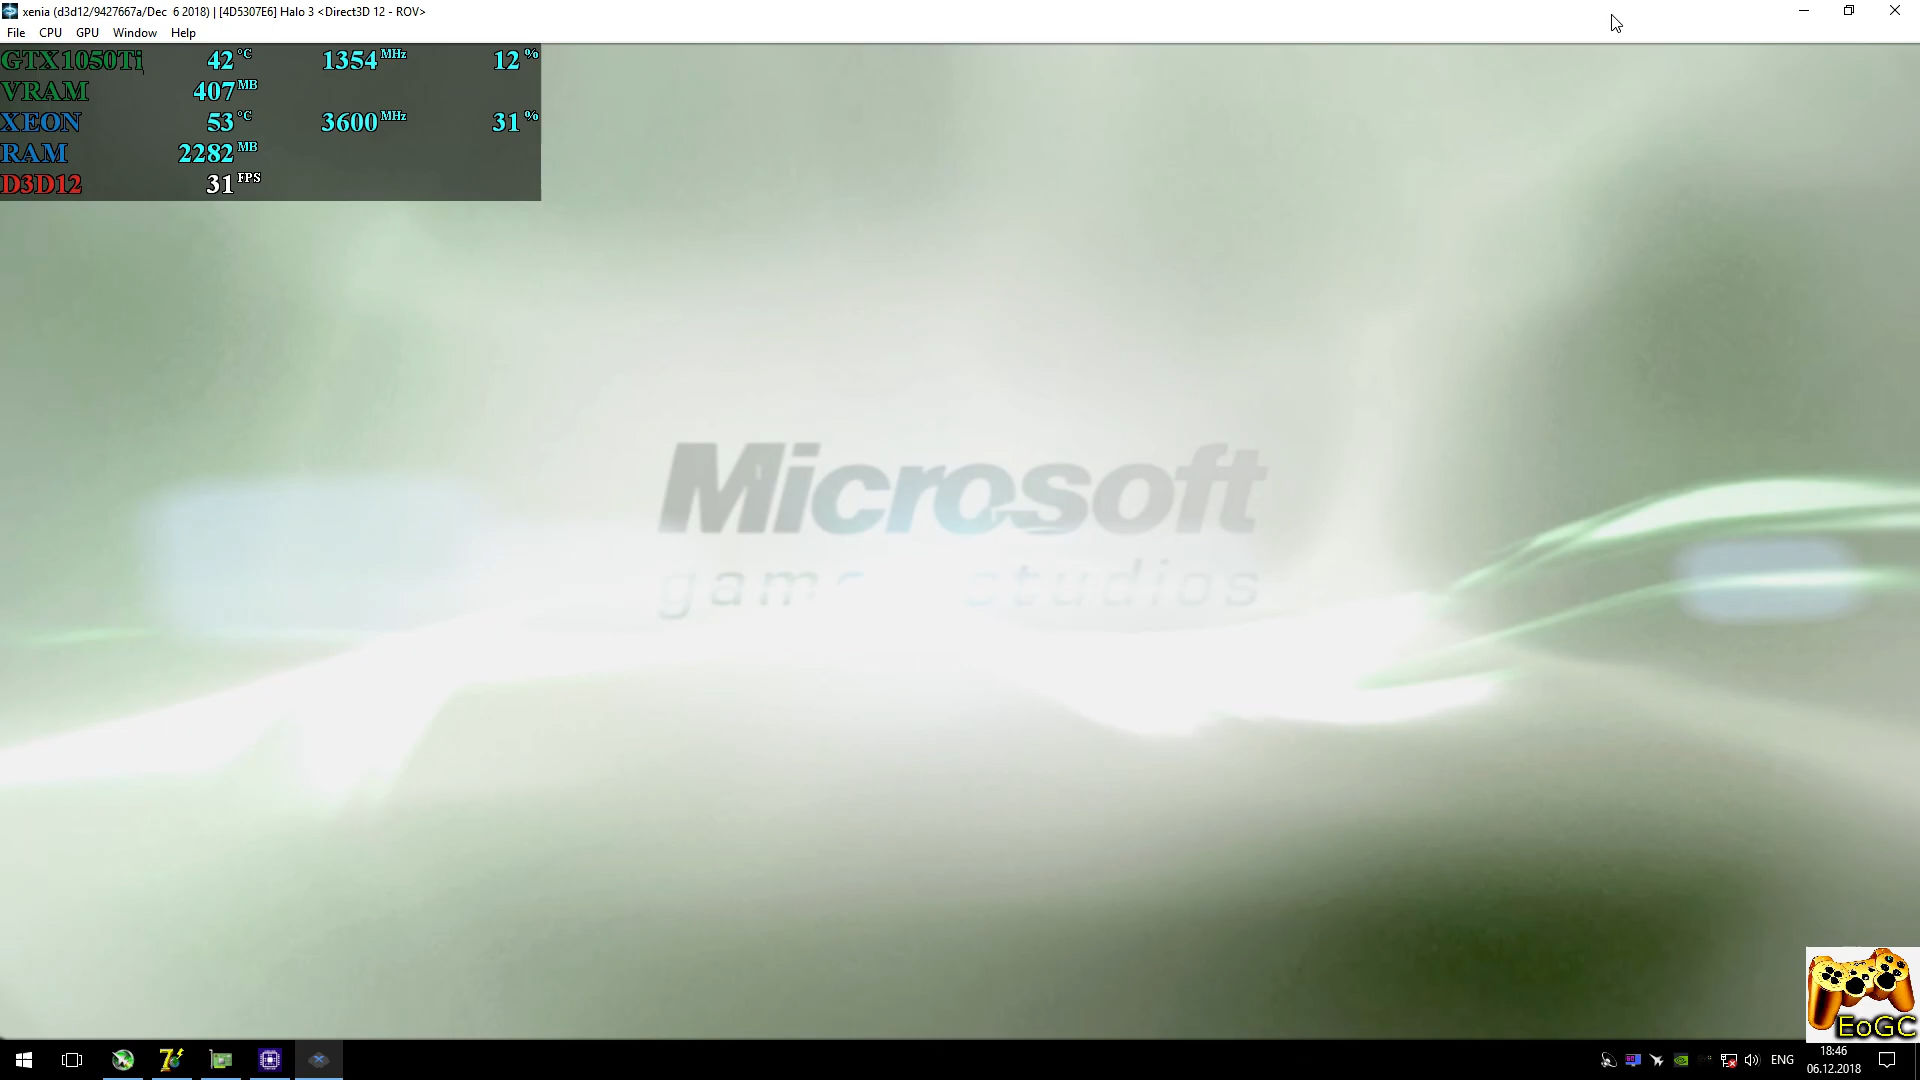 xenia (d3d12/9427667a/Dec  6 2018) | [4D5307E6] Halo 3 <Direct3D 12 - ROV>
File CPU GPU Window Help
GTX1050Ti 42 °C 1354 MHz 12 %
VRAM 407 MB
XEON 53 °C 3600 MHz 31 %
RAM 2282 MB
D3D12 31 FPS
Microsoft
studios
EoGC
ENG
18:46
06.12.2018